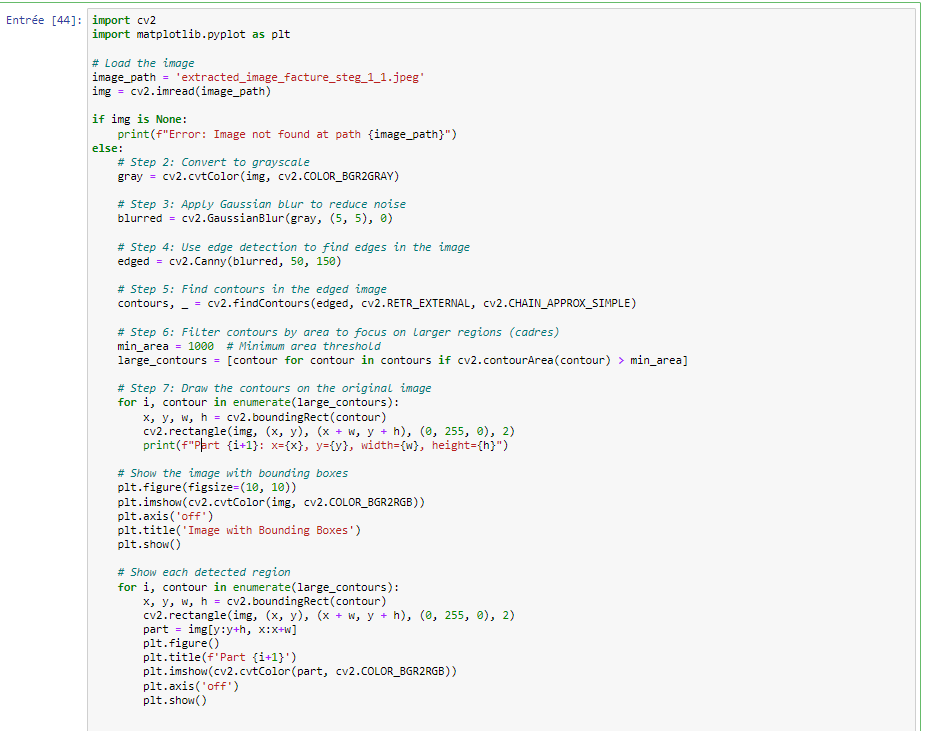 Entrée [44]: import cv2
import matplotlib.pyplot as plt
# Load the image
image_path = 'extracted_image_facture_steg_1_1.jpeg'
img = cv2.imread(image_path)
if img is None:
    print(f"Error: Image not found at path {image_path}")
else:
    # Step 2: Convert to grayscale
    gray = cv2.cvtColor(img, cv2.COLOR_BGR2GRAY)
    # Step 3: Apply Gaussian blur to reduce noise
    blurred = cv2.GaussianBlur(gray, (5, 5), 0)
    # Step 4: Use edge detection to find edges in the image
    edged = cv2.Canny(blurred, 50, 150)
    # Step 5: Find contours in the edged image
    contours, _ = cv2.findContours(edged, cv2.RETR_EXTERNAL, cv2.CHAIN_APPROX_SIMPLE)
    # Step 6: Filter contours by area to focus on larger regions (cadres)
    min_area = 1000  # Minimum area threshold
    large_contours = [contour for contour in contours if cv2.contourArea(contour) > min_area]
    # Step 7: Draw the contours on the original image
    for i, contour in enumerate(large_contours):
        x, y, w, h = cv2.boundingRect(contour)
        cv2.rectangle(img, (x, y), (x + w, y + h), (0, 255, 0), 2)
        print(f"Part {i+1}: x={x}, y={y}, width={w}, height={h}")
    # Show the image with bounding boxes
    plt.figure(figsize=(10, 10))
    plt.imshow(cv2.cvtColor(img, cv2.COLOR_BGR2RGB))
    plt.axis('off')
    plt.title('Image with Bounding Boxes')
    plt.show()
    # Show each detected region
    for i, contour in enumerate(large_contours):
        x, y, w, h = cv2.boundingRect(contour)
        cv2.rectangle(img, (x, y), (x + w, y + h), (0, 255, 0), 2)
        part = img[y:y+h, x:x+w]
        plt.figure()
        plt.title(f'Part {i+1}')
        plt.imshow(cv2.cvtColor(part, cv2.COLOR_BGR2RGB))
        plt.axis('off')
        plt.show()